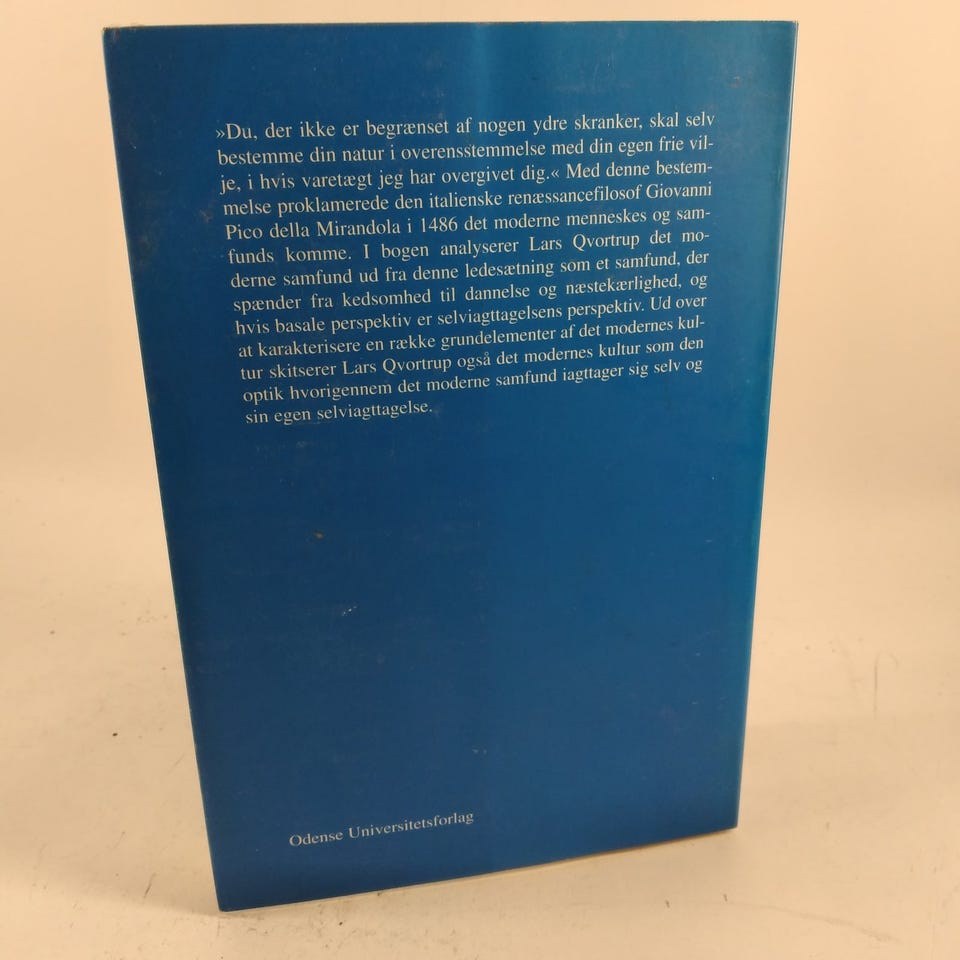 »Du, der ikke er begrænset af nogen ydre skranker, skal selv
bestemme din natur i overensstemmelse med din egen frie vil-
je, i hvis varetægt jeg har overgivet dig.« Med denne bestem-
melse proklamerede den italienske renæssancefilosof Giovanni
Pico della Mirandola i 1486 det moderne menneskes og sam-
funds komme. I bogen analyserer Lars Qvortrup det mo-
derne samfund ud fra denne ledesætning som et samfund, der
spænder fra kedsomhed til dannelse og næstekærlighed, og
hvis basale perspektiv er selviagttagelsens perspektiv. Ud over
at karakterisere en række grundelementer af det modernes kul-
tur skitserer Lars Qvortrup også det modernes kultur som den
optik hvorigennem det moderne samfund iagttager sig selv og
sin egen selviagttagelse.
Odense Universitetsforlag